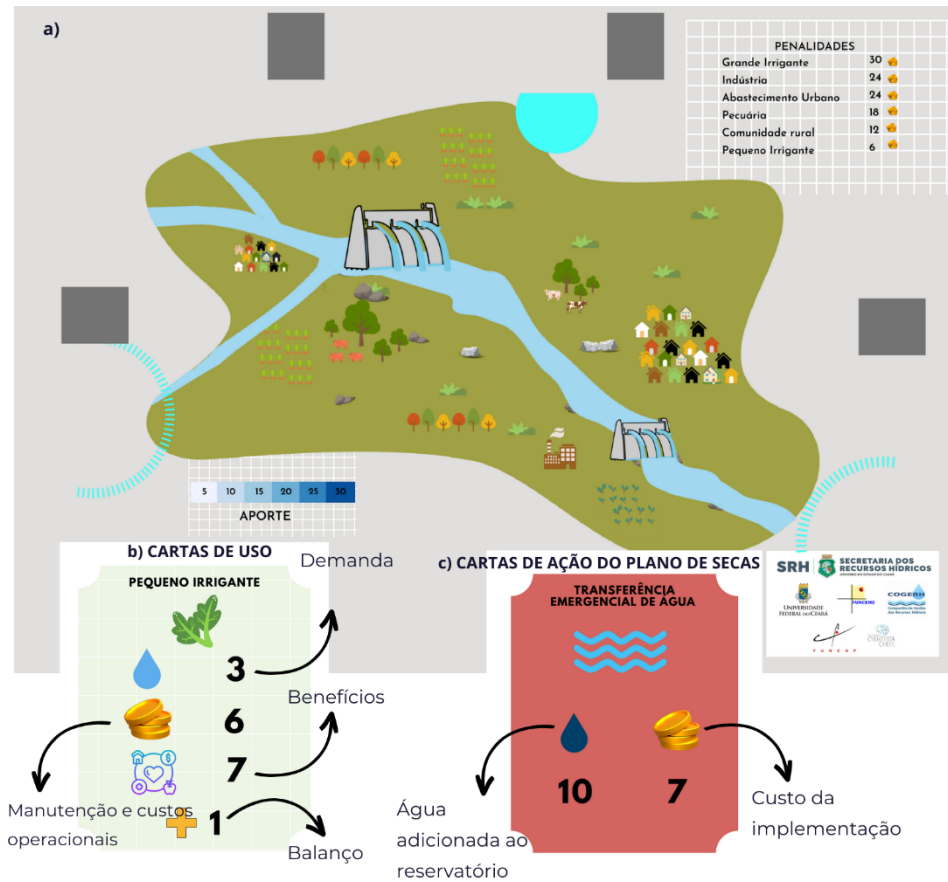 a)
PENALIDADES
Grande Irrigante 30
Indústria 24
Abastecimento Urbano 24
Pecuária 18
Comunidade rural 12
Pequeno Irrigante 6
5 10 15 20 25 30
APORTE
b) CARTAS DE USO
PEQUENO IRRIGANTE
3
6
7
1
Demanda
Benefícios
Manutenção e custos
operacionais
Balanço
c) CARTAS DE AÇÃO DO PLANO DE SECAS
TRANSFERÊNCIA
EMERGENCIAL DE ÁGUA
10 7
Água
adicionada ao
reservatório
Custo da
implementação
SRH
SECRETARIA DOS
RECURSOS HÍDRICOS
UNIVERSIDADE
FEDERAL DO CEARÁ
FUNCEME
COGERH
FUNCAP
CIENTISTA
CHEFE